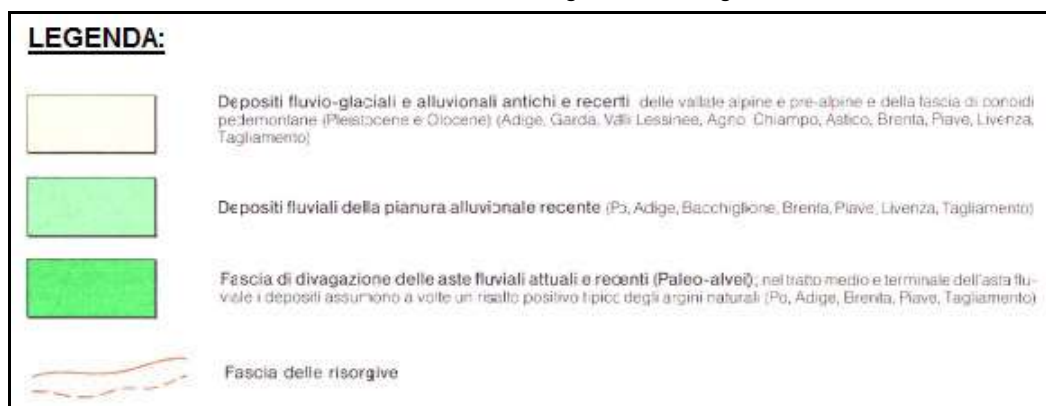 LEGENDA:
Depositi fluvio-glaciali e alluvionali antichi e recenti delle vallate alpine e pre-alpine e della fascia di conoidi
pedemontane (Pleistocene e Olocene) (Adige, Garda, Valli Lessinee, Agno Chiampo, Astico, Brenta, Piave, Livenza,
Tagliamento)
Depositi fluviali della pianura alluvionale recente (Po, Adige, Bacchiglione, Brenta, Piave, Livenza, Tagliamento)
Fascia di divagazione delle aste fluviali attuali e recenti (Paleo-alvei); nel tratto medio e terminale dell'asta flu-
viale i depositi assumono a volte un risalto positivo tipico degli argini naturali (Po, Adige, Brenta, Piave, Tagliamento)
Fascia delle risorgive